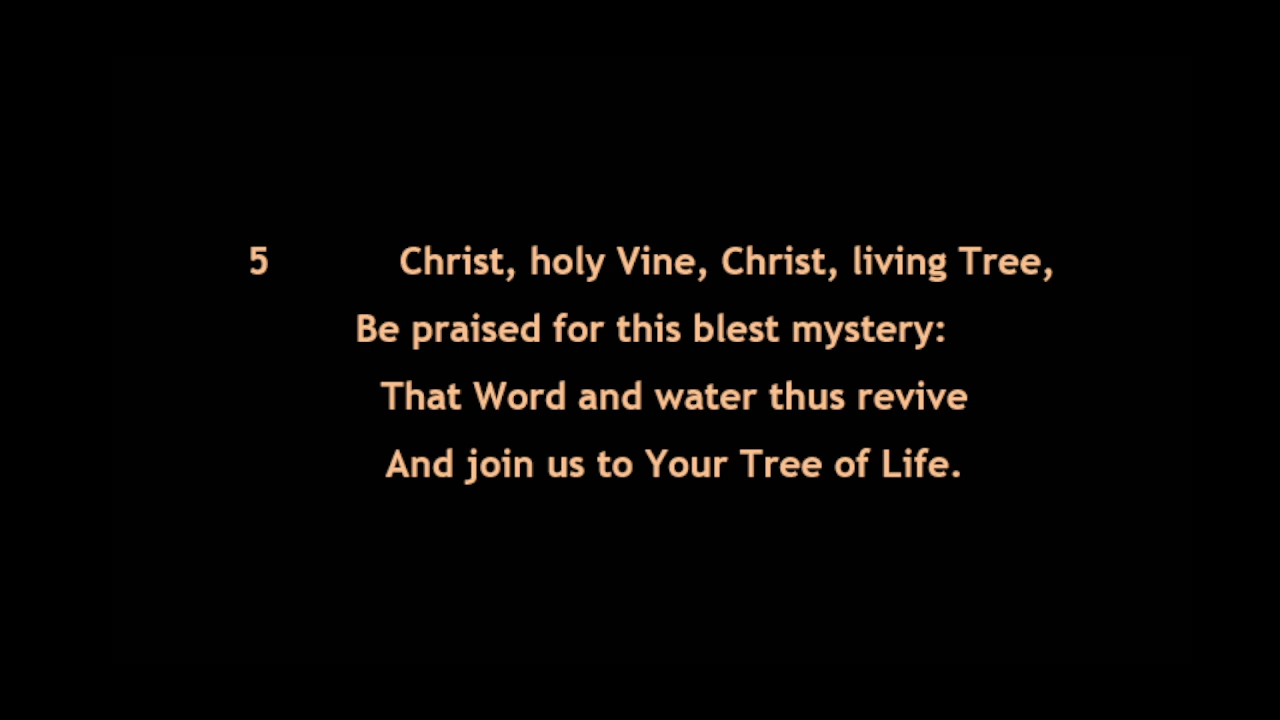 5 Christ, holy Vine, Christ, living Tree,
Be praised for this blest mystery:
That Word and water thus revive
And join us to Your Tree of Life.